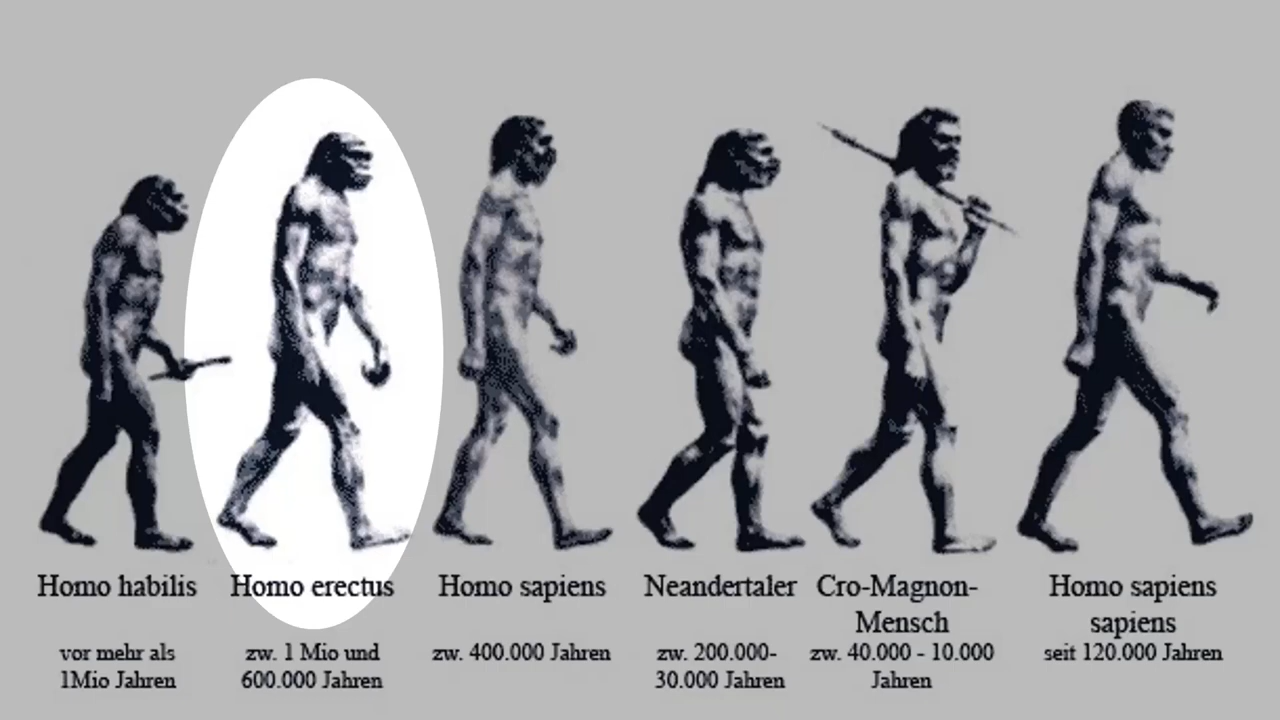 Homo habilis
vor mehr als
1Mio Jahren
Homo erectus
zw. 1 Mio und
600.000 Jahren
Homo sapiens
zw. 400.000 Jahren
Neandertaler
zw. 200.000-
30.000 Jahren
Cro-Magnon-
Mensch
zw. 40.000 - 10.000
Jahren
Homo sapiens
sapiens
seit 120.000 Jahren